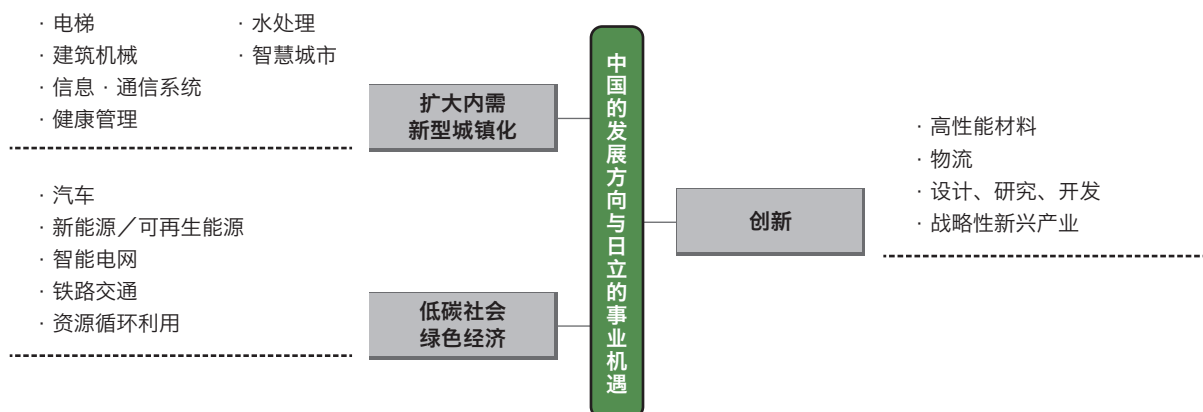 · 电梯
· 建筑机械
· 信息 · 通信系统
· 健康管理
· 水处理
· 智慧城市
扩大内需
新型城镇化
· 汽车
· 新能源／可再生能源
· 智能电网
· 铁路交通
· 资源循环利用
低碳社会
绿色经济
中国的发展方向与日立的事业机遇
创新
· 高性能材料
· 物流
· 设计、研究、开发
· 战略性新兴产业